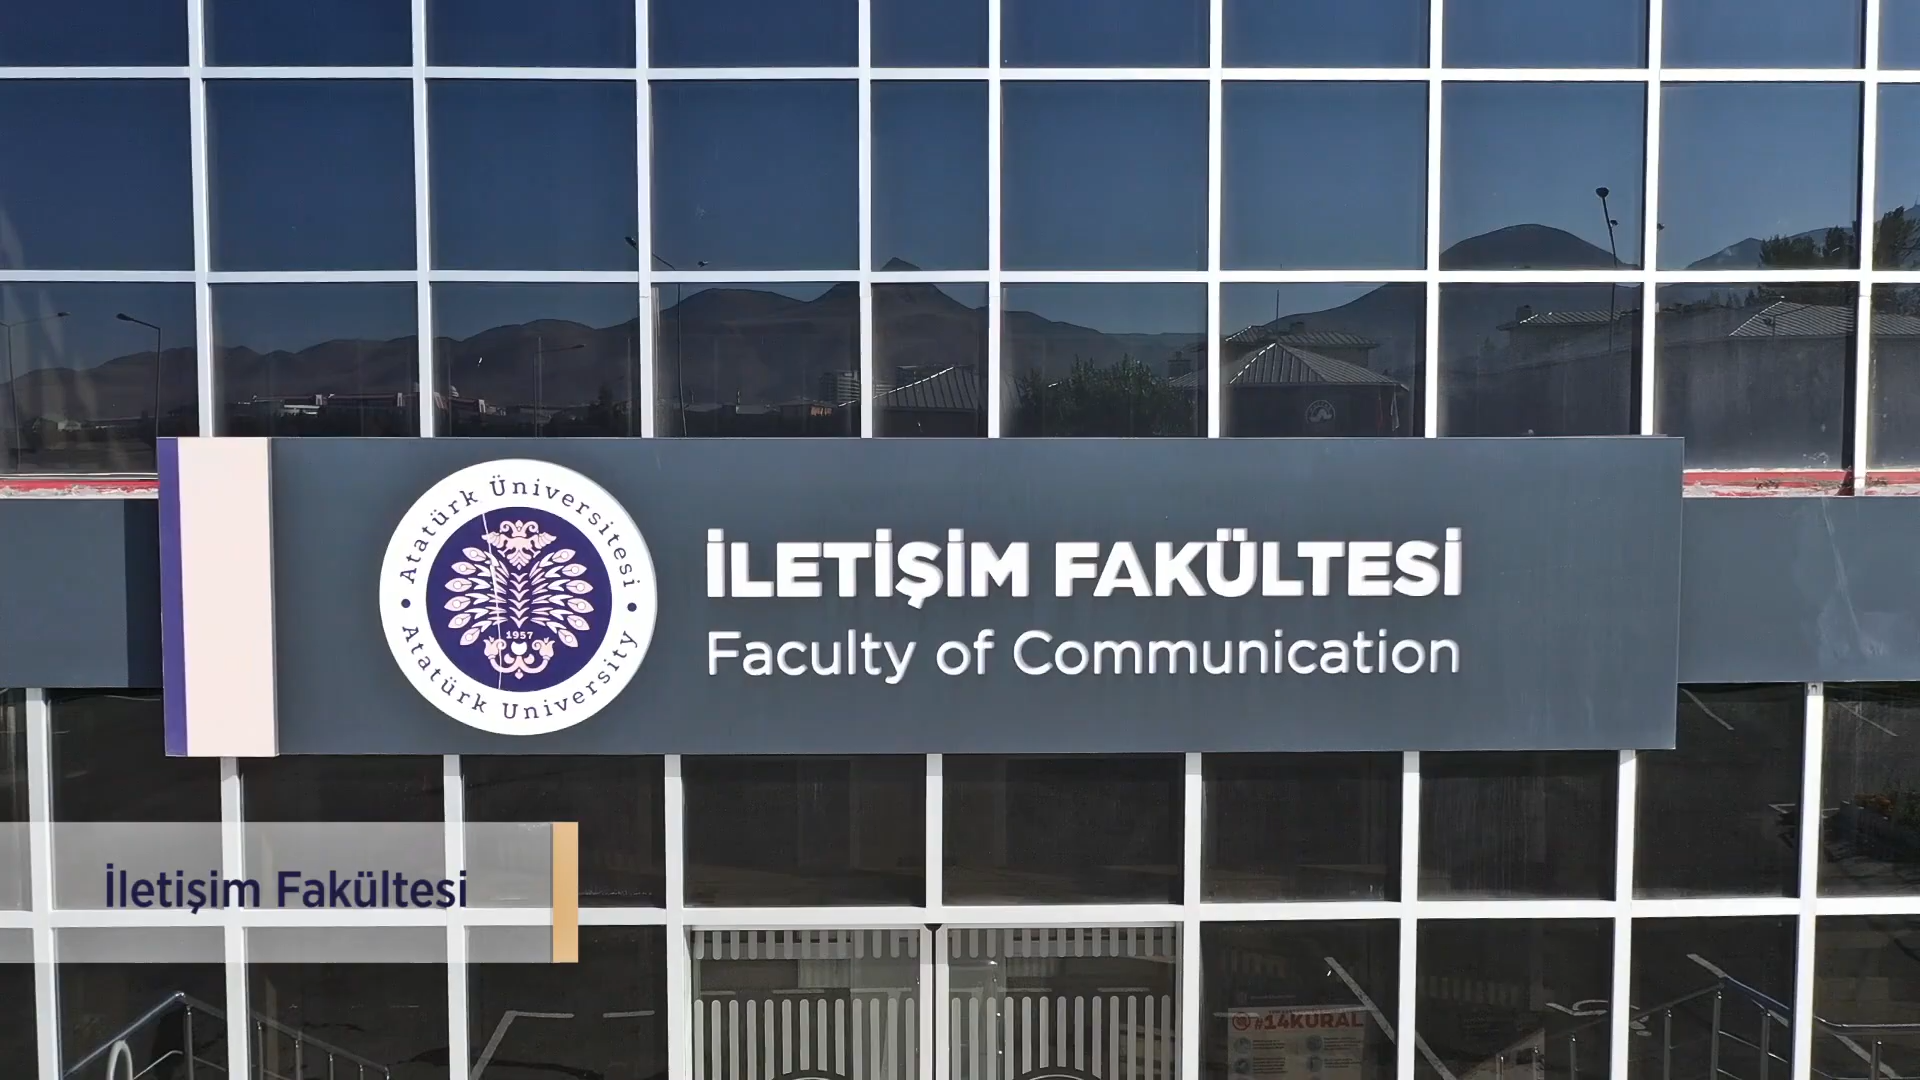 Atatürk Üniversitesi
1957
Atatürk University
İLETİŞİM FAKÜLTESİ
Faculty of Communication
İletişim Fakültesi
#14KURAL